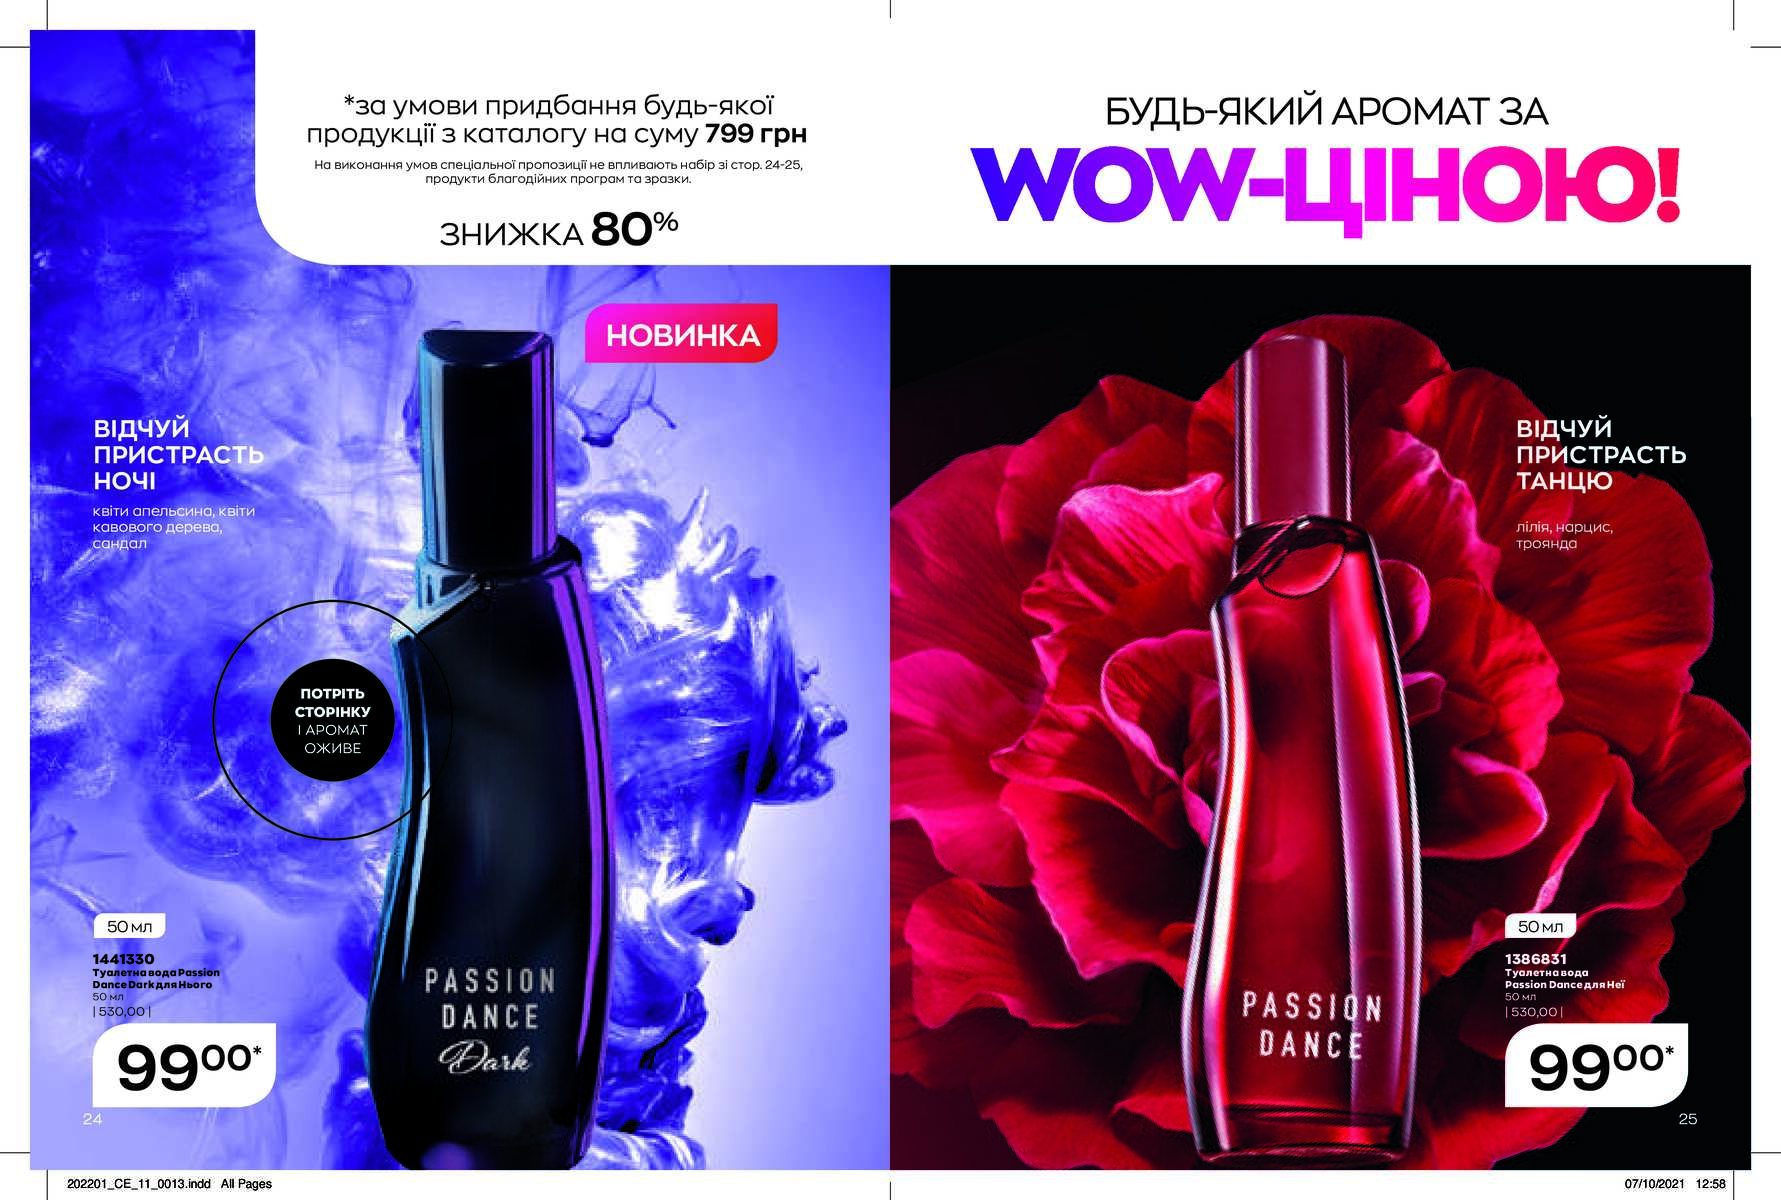 *за умови придбання будь-якої
продукції з каталогу на суму 799 грн
На виконання умов спеціальної пропозиції не впливають набір зі стор. 24-25,
продукти благодійних програм та зразки.
ЗНИЖКА 80%
БУДЬ-ЯКИЙ АРОМАТ ЗА
WOW-ЦІНОЮ!
НОВИНКА
ВІДЧУЙ
ПРИСТРАСТЬ
НОЧІ
квіти апельсина, квіти
кавового дерева,
сандал
ПОТРІТЬ
СТОРІНКУ
І АРОМАТ
ОЖИВЕ
50 мл
1441330
Туалетна вода Passion
Dance Dark для Нього
50 мл
| 530,00 |
99 00*
24
PASSION
DANCE
Dark
ВІДЧУЙ
ПРИСТРАСТЬ
ТАНЦЮ
лілія, нарцис,
троянда
PASSION
DANCE
50 мл
1386831
Туалетна вода
Passion Dance для Неї
50 мл
| 530,00 |
99 00*
25
202201_CE_11_0013.indd   All Pages
07/10/2021   12:58